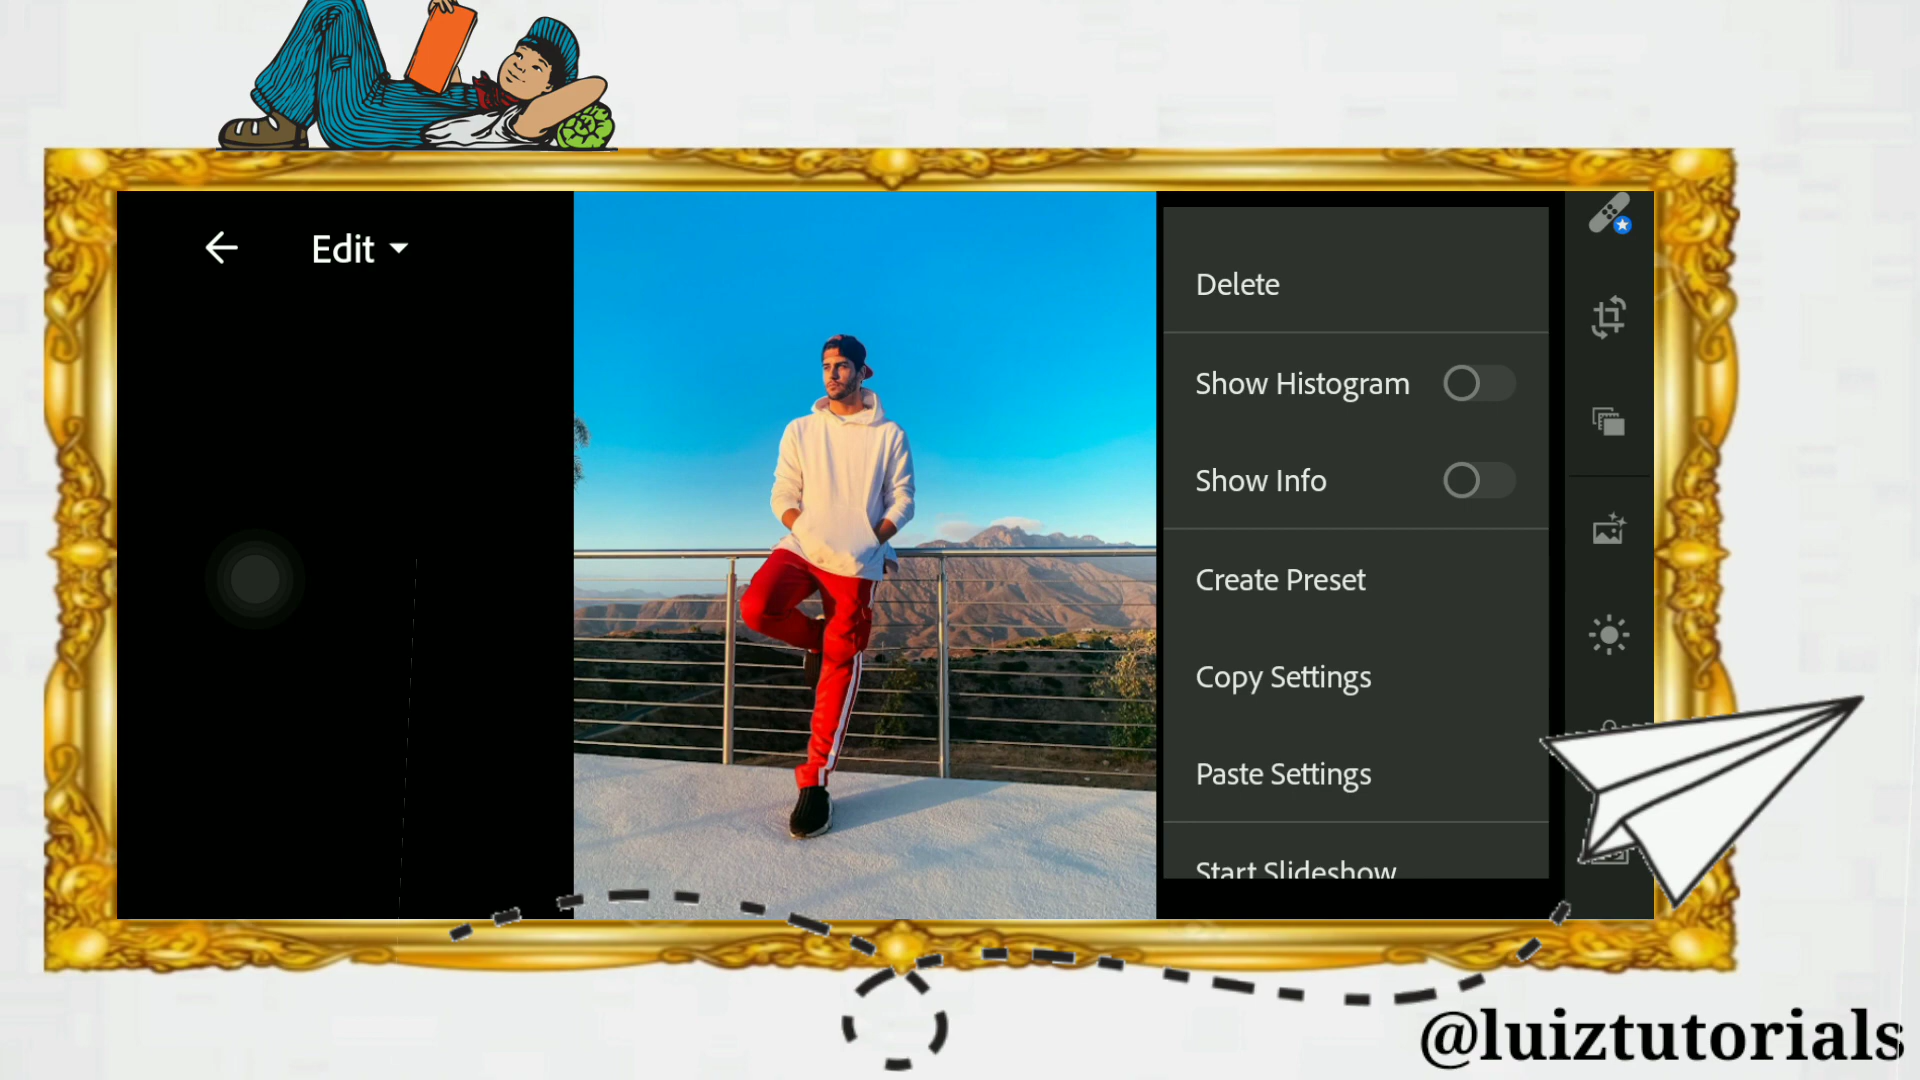 Edit
Delete
Show Histogram
Show Info
Create Preset
Copy Settings
Paste Settings
Start Slideshow
@luiztutorials